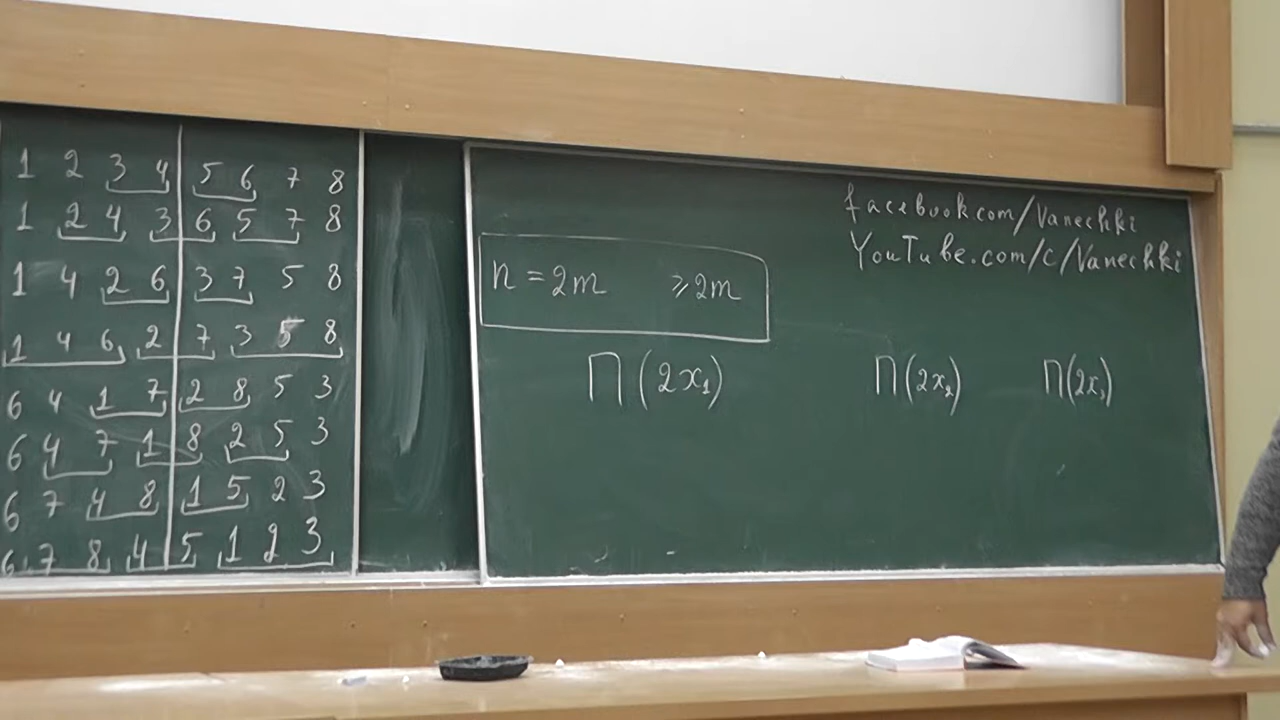 1 2 3 4 5 6 7 8
1 2 4 3 6 5 7 8
1 4 2 6 3 7 5 8
1 4 6 2 7 3 5 8
6 4 1 7 2 8 5 3
6 4 7 1 8 2 5 3
6 7 4 8 1 5 2 3
6 7 8 4 5 1 2 3
facebook.com/Vanechki
YouTube.com/c/Vanechki
n = 2m ⩾ 2m
П(2x₁) П(2x₂) П(2x₃)